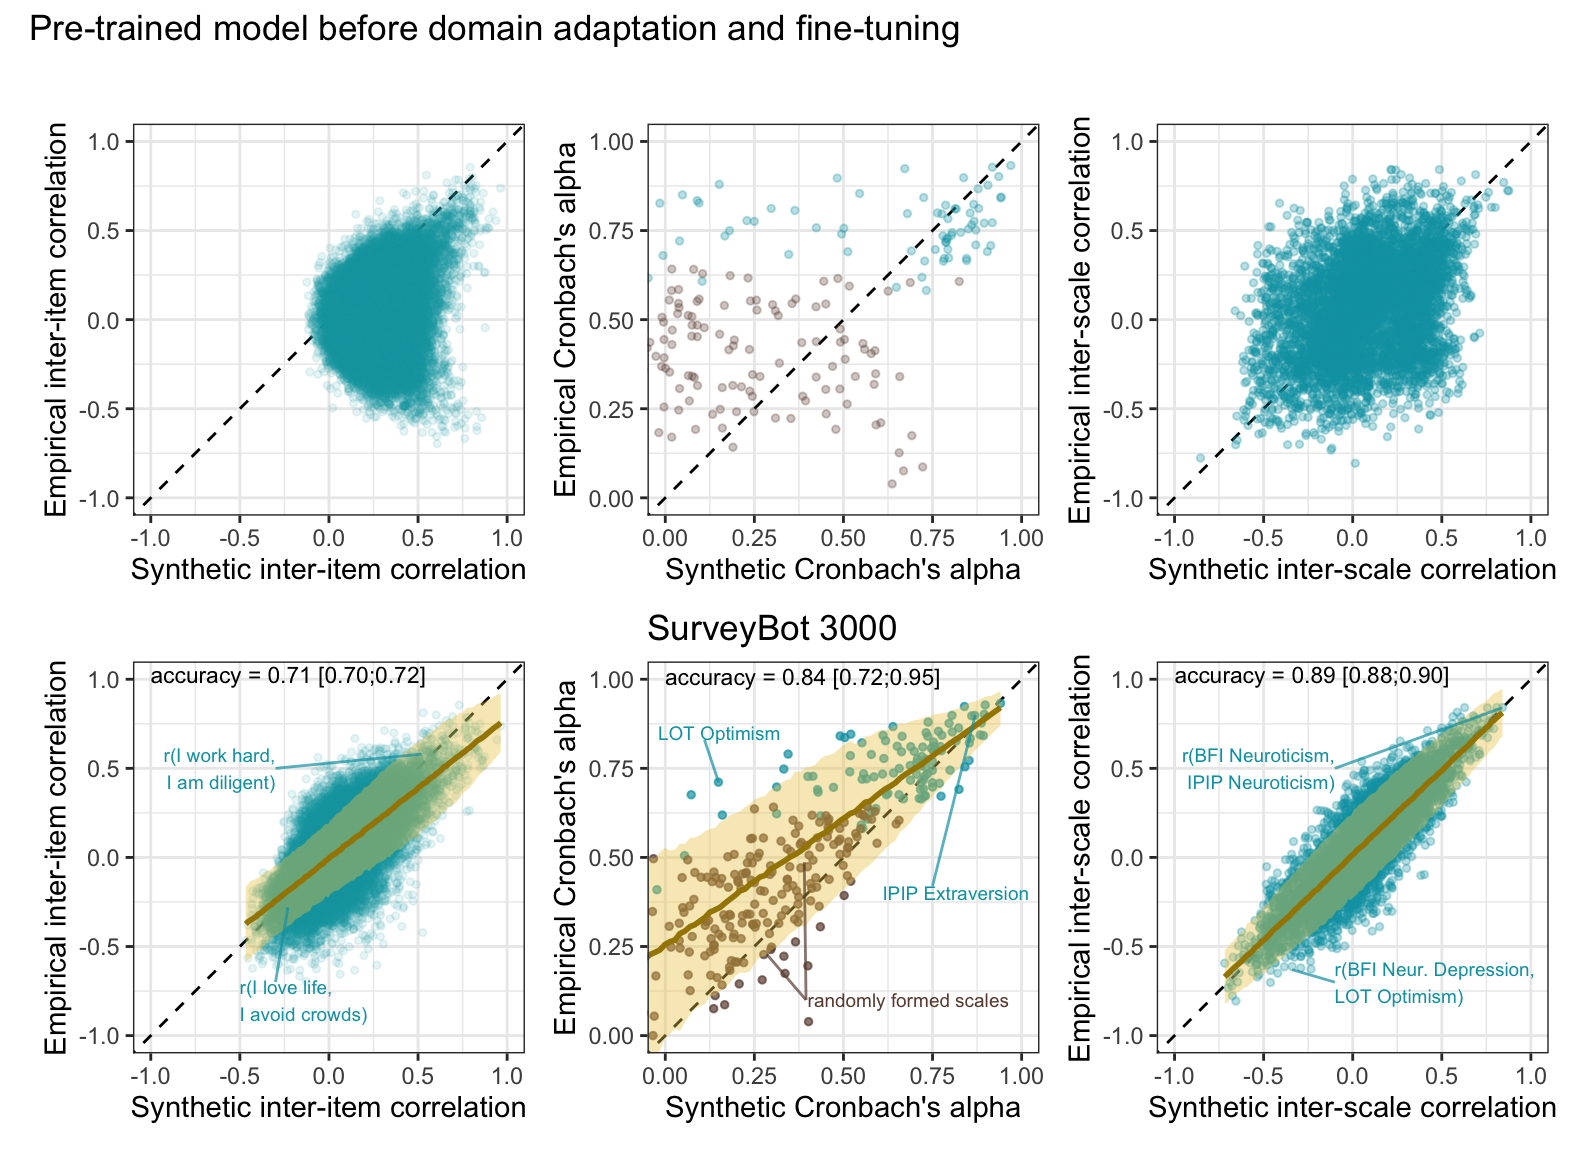 Pre-trained model before domain adaptation and fine-tuning
Empirical inter-item correlation
1.0
0.5
0.0
-0.5
-1.0
-1.0 -0.5 0.0 0.5 1.0
Synthetic inter-item correlation
Empirical Cronbach's alpha
1.00
0.75
0.50
0.25
0.00
0.00 0.25 0.50 0.75 1.00
Synthetic Cronbach's alpha
Empirical inter-scale correlation
1.0
0.5
0.0
-0.5
-1.0
-1.0 -0.5 0.0 0.5 1.0
Synthetic inter-scale correlation
SurveyBot 3000
Empirical inter-item correlation
1.0
0.5
0.0
-0.5
-1.0
accuracy = 0.71 [0.70;0.72]
r(I work hard,
I am diligent)
r(I love life,
I avoid crowds)
-1.0 -0.5 0.0 0.5 1.0
Synthetic inter-item correlation
Empirical Cronbach's alpha
1.00
0.75
0.50
0.25
0.00
accuracy = 0.84 [0.72;0.95]
LOT Optimism
IPIP Extraversion
randomly formed scales
0.00 0.25 0.50 0.75 1.00
Synthetic Cronbach's alpha
Empirical inter-scale correlation
1.0
0.5
0.0
-0.5
-1.0
accuracy = 0.89 [0.88;0.90]
r(BFI Neuroticism,
IPIP Neuroticism)
r(BFI Neur. Depression,
LOT Optimism)
-1.0 -0.5 0.0 0.5 1.0
Synthetic inter-scale correlation